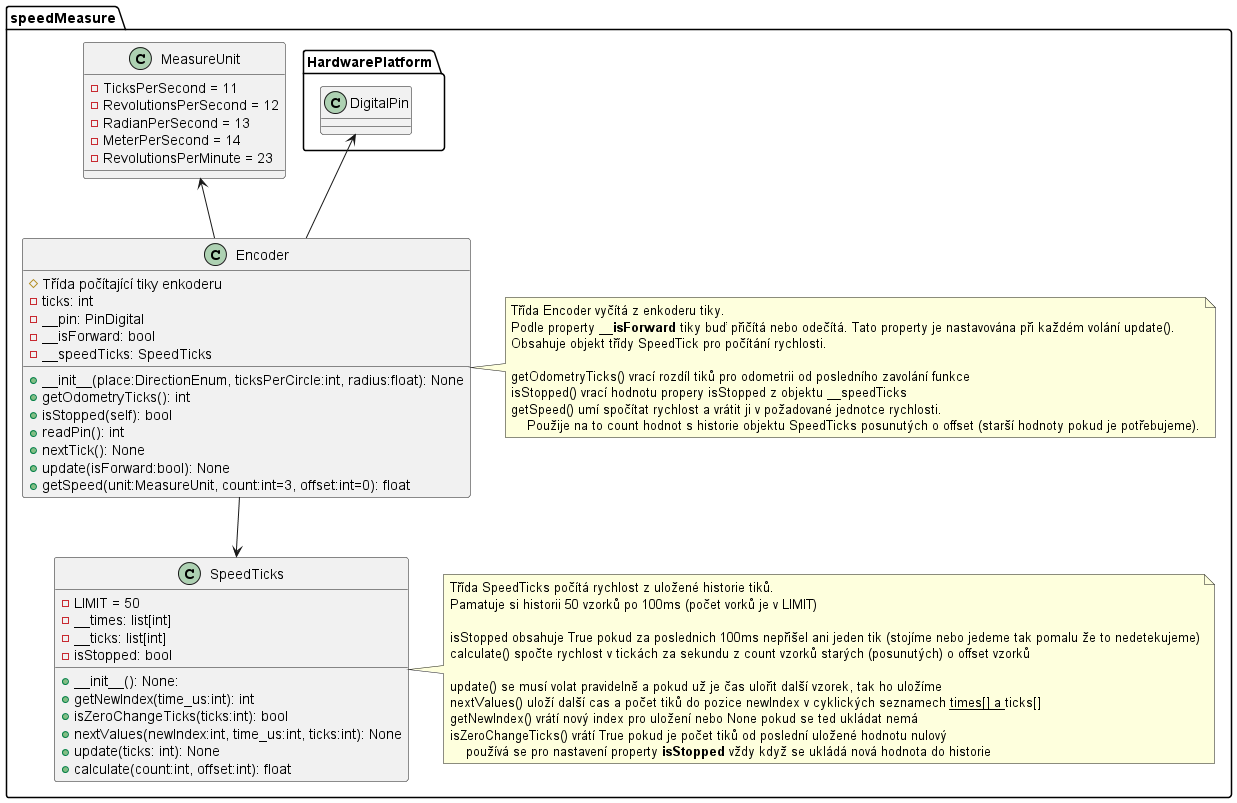 speedMeasure
C MeasureUnit
TicksPerSecond = 11
RevolutionsPerSecond = 12
RadianPerSecond = 13
MeterPerSecond = 14
RevolutionsPerMinute = 23
HardwarePlatform
C DigitalPin
C Encoder
Třída počítající tiky enkoderu
ticks: int
__pin: PinDigital
__isForward: bool
__speedTicks: SpeedTicks
__init__(place:DirectionEnum, ticksPerCircle:int, radius:float): None
getOdometryTicks(): int
isStopped(self): bool
readPin(): int
nextTick(): None
update(isForward:bool): None
getSpeed(unit:MeasureUnit, count:int=3, offset:int=0): float
Třída Encoder vyčítá z enkoderu tiky.
Podle property __isForward tiky buď přičítá nebo odečítá. Tato property je nastavována při každém volání update().
Obsahuje objekt třídy SpeedTick pro počítání rychlosti.
getOdometryTicks() vrací rozdíl tiků pro odometrii od posledního zavolání funkce
isStopped() vrací hodnotu propery isStopped z objektu __speedTicks
getSpeed() umí spočítat rychlost a vrátit ji v požadované jednotce rychlosti.
Použije na to count hodnot s historie objektu SpeedTicks posunutých o offset (starší hodnoty pokud je potřebujeme).
C SpeedTicks
LIMIT = 50
__times: list[int]
__ticks: list[int]
isStopped: bool
__init__(): None:
getNewIndex(time_us:int): int
isZeroChangeTicks(ticks:int): bool
nextValues(newIndex:int, time_us:int, ticks:int): None
update(ticks: int): None
calculate(count:int, offset:int): float
Třída SpeedTicks počítá rychlost z uložené historie tiků.
Pamatuje si historii 50 vzorků po 100ms (počet vorků je v LIMIT)
isStopped obsahuje True pokud za poslednich 100ms nepřišel ani jeden tik (stojíme nebo jedeme tak pomalu že to nedetekujeme)
calculate() spočte rychlost v tickách za sekundu z count vzorků starých (posunutých) o offset vzorků
update() se musí volat pravidelně a pokud už je čas uložit další vzorek, tak ho uložíme
nextValues() uloží další cas a počet tiků do pozice newIndex v cyklických seznamech times[] a ticks[]
getNewIndex() vrátí nový index pro uložení nebo None pokud se ted ukládat nemá
isZeroChangeTicks() vrátí True pokud je počet tiků od poslední uložené hodnotu nulový
používá se pro nastavení property isStopped vždy když se ukládá nová hodnota do historie